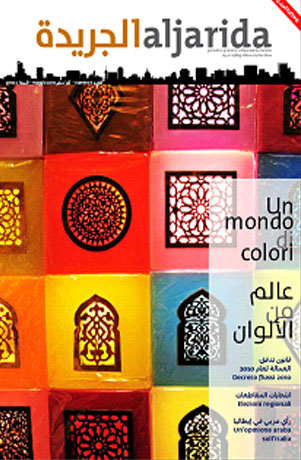 الجريدة aljarida
Un
mondo
di
colori
عالم
من
الألوان
قانون تدفق
العمالة لعام 2010
Decreto flussi 2010
انتخابات المقاطعات
Elezioni regionali
رأي عربي في إيطاليا
Un'opinione araba
sull'Italia